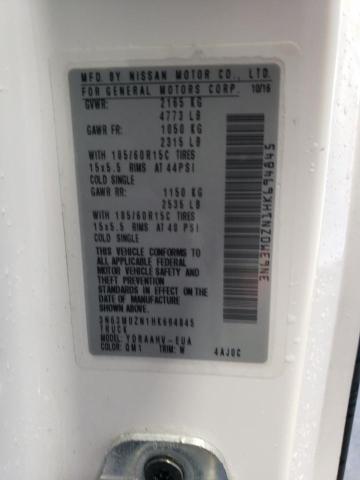 MFG. BY NISSAN MOTOR CO., LTD.
FOR GENERAL MOTORS CORP. 10/16
GVWR: 2165 KG
4773 LB
GAWR FR: 1050 KG
2315 LB
WITH 185/60R15C TIRES
15x5.5 RIMS AT 44PSI
COLD SINGLE
GAWR RR: 1150 KG
2535 LB
WITH 185/60R15C TIRES
15x5.5 RIMS AT 40 PSI
COLD SINGLE
THIS VEHICLE CONFORMS TO ALL
APPLICABLE U.S. FEDERAL
MOTOR VEHICLE SAFETY AND
THEFT PREVENTION
STANDARDS IN EFFECT ON THE
DATE OF MANUFACTURE
SHOWN ABOVE.
3N63M0ZN1HK694845
TRUCK
MODEL: YDRAAHV-EUA
COLOR: QM1 TRIM: W 4AJ0C
3N63M0ZN1HK694845